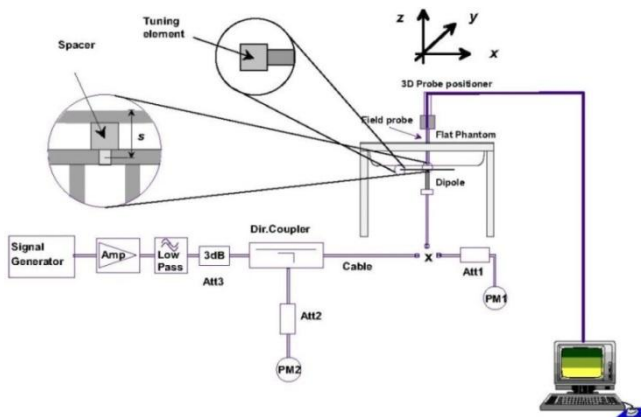 Spacer
Tuning
element
s
z
y
x
3D Probe positioner
Field probe
Flat Phantom
Dipole
Signal
Generator
Amp
Low
Pass
3dB
Att3
Dir.Coupler
Cable
x
Att1
PM1
Att2
PM2